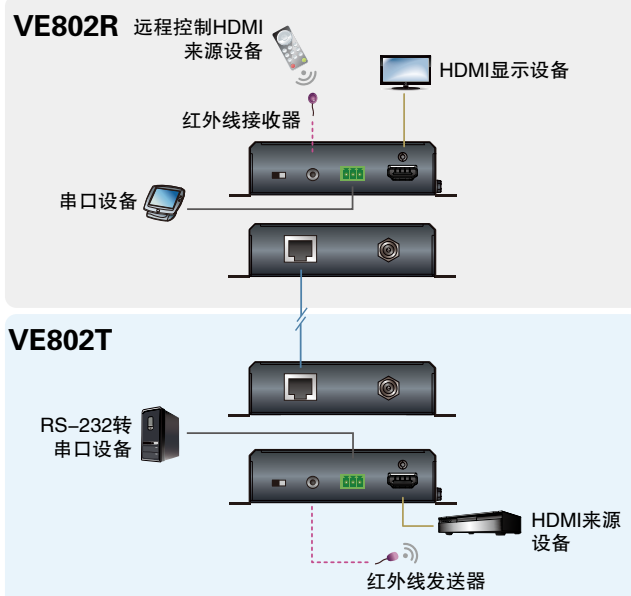 VE802R
远程控制HDMI
来源设备
HDMI显示设备
红外线接收器
串口设备
VE802T
RS-232转
串口设备
HDMI来源
设备
红外线发送器